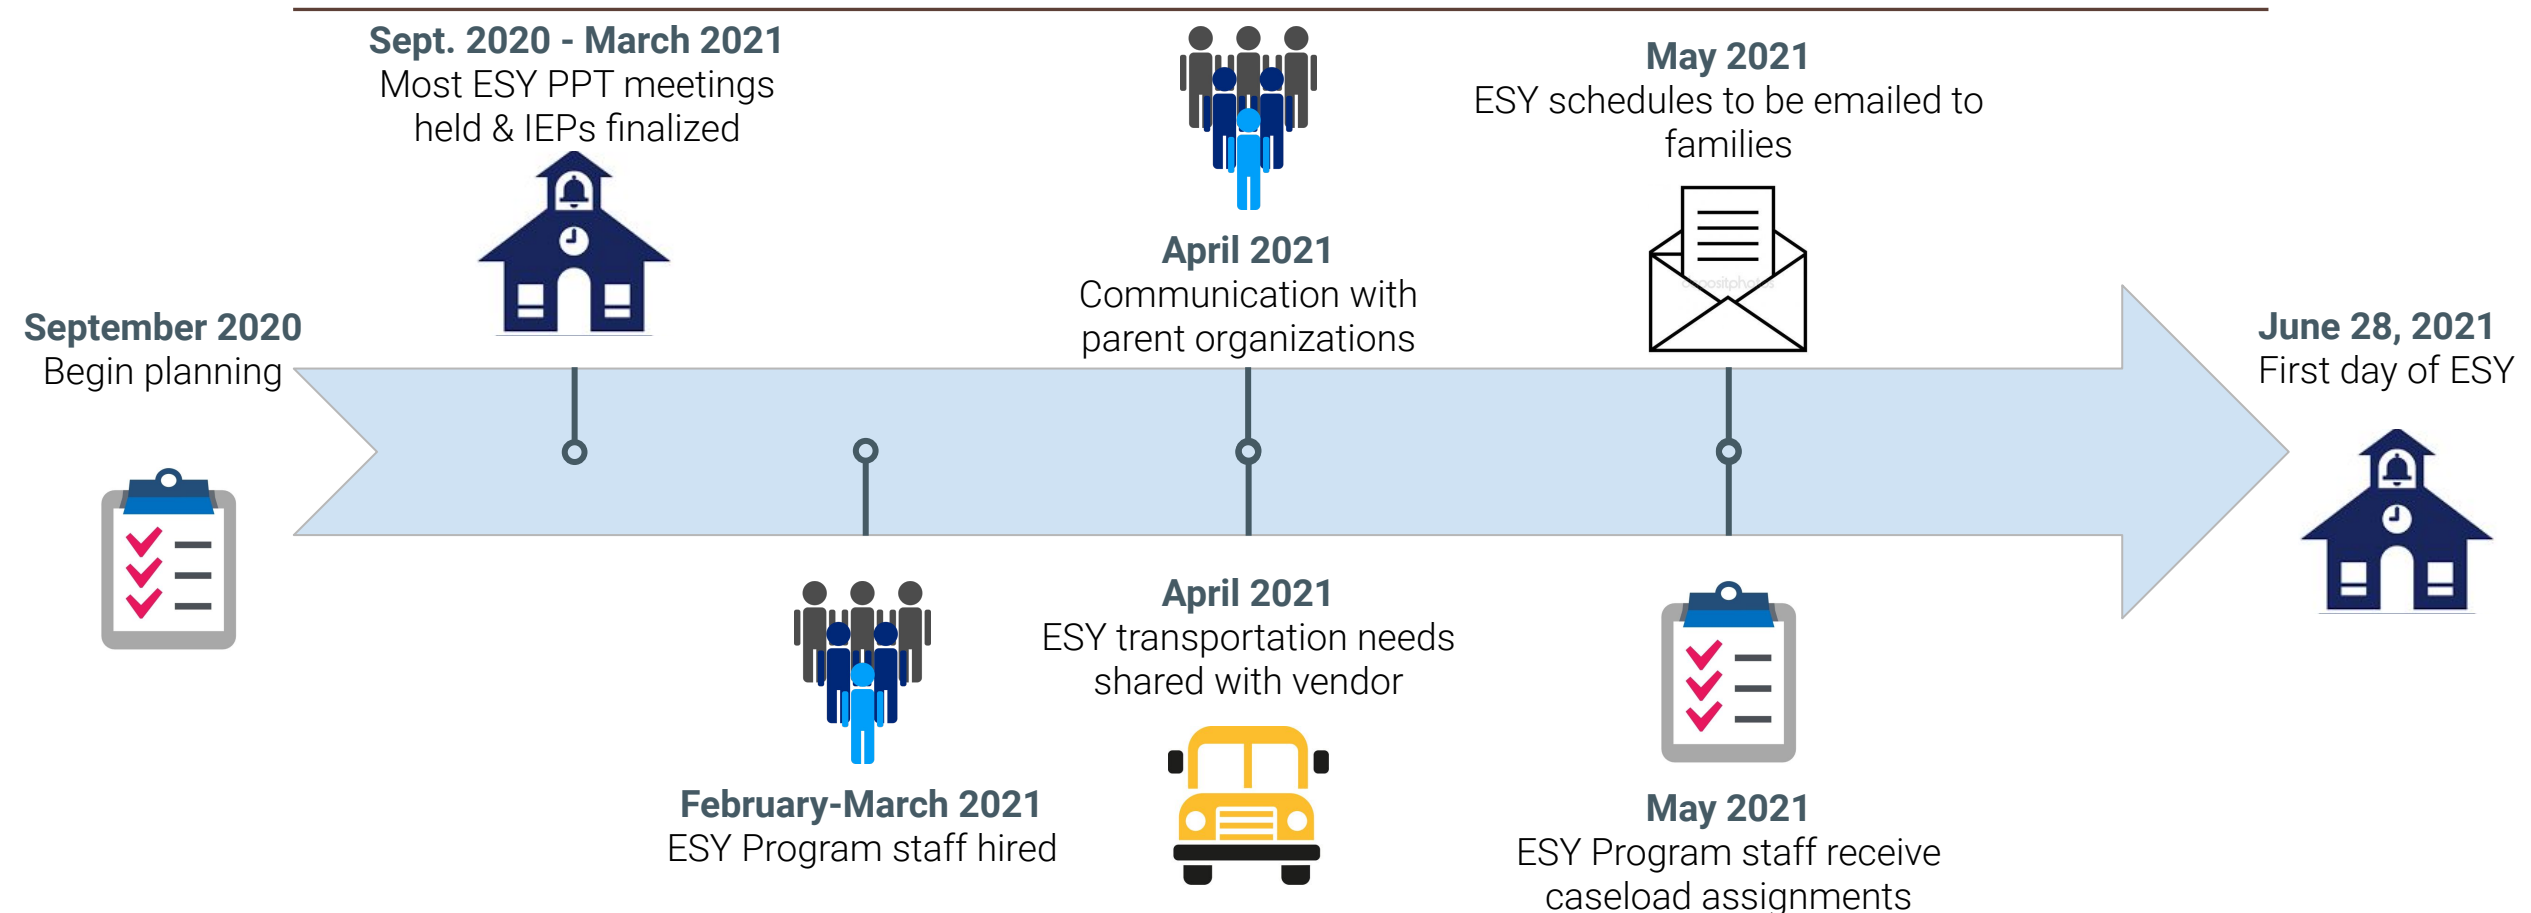 Sept. 2020 - March 2021
Most ESY PPT meetings
held & IEPs finalized
May 2021
ESY schedules to be emailed to
families
April 2021
Communication with
parent organizations
September 2020
Begin planning
June 28, 2021
First day of ESY
February-March 2021
ESY Program staff hired
April 2021
ESY transportation needs
shared with vendor
May 2021
ESY Program staff receive
caseload assignments